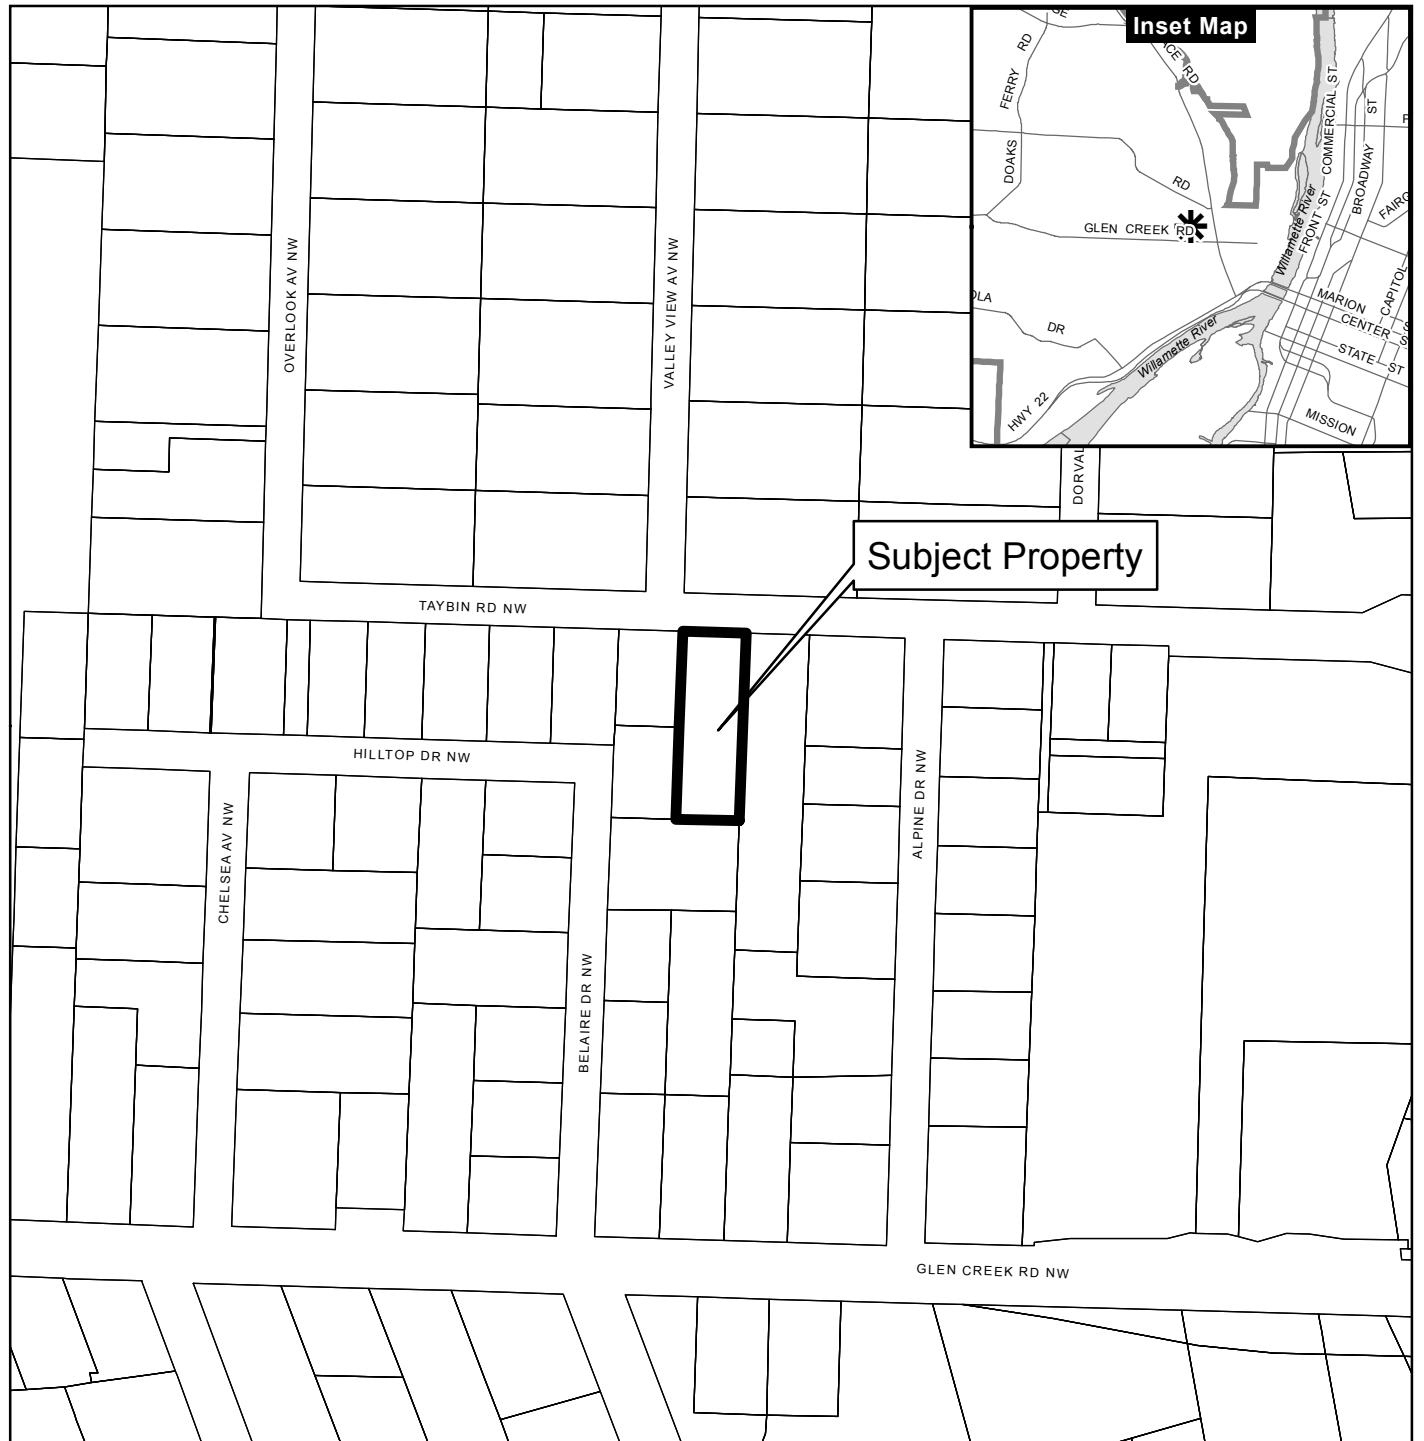 Inset Map
FERRY RD
DOAKS
RD
GLEN CREEK RD
DR
HWY 22
Willamette River
Willamette River
FRONT ST
COMMERCIAL ST
BROADWAY ST
CAPITOL
MARION
CENTER S
STATE ST
MISSION
OVERLOOK AV NW
VALLEY VIEW AV NW
DORVAL
Subject Property
TAYBIN RD NW
HILLTOP DR NW
CHELSEA AV NW
BELAIRE DR NW
ALPINE DR NW
GLEN CREEK RD NW